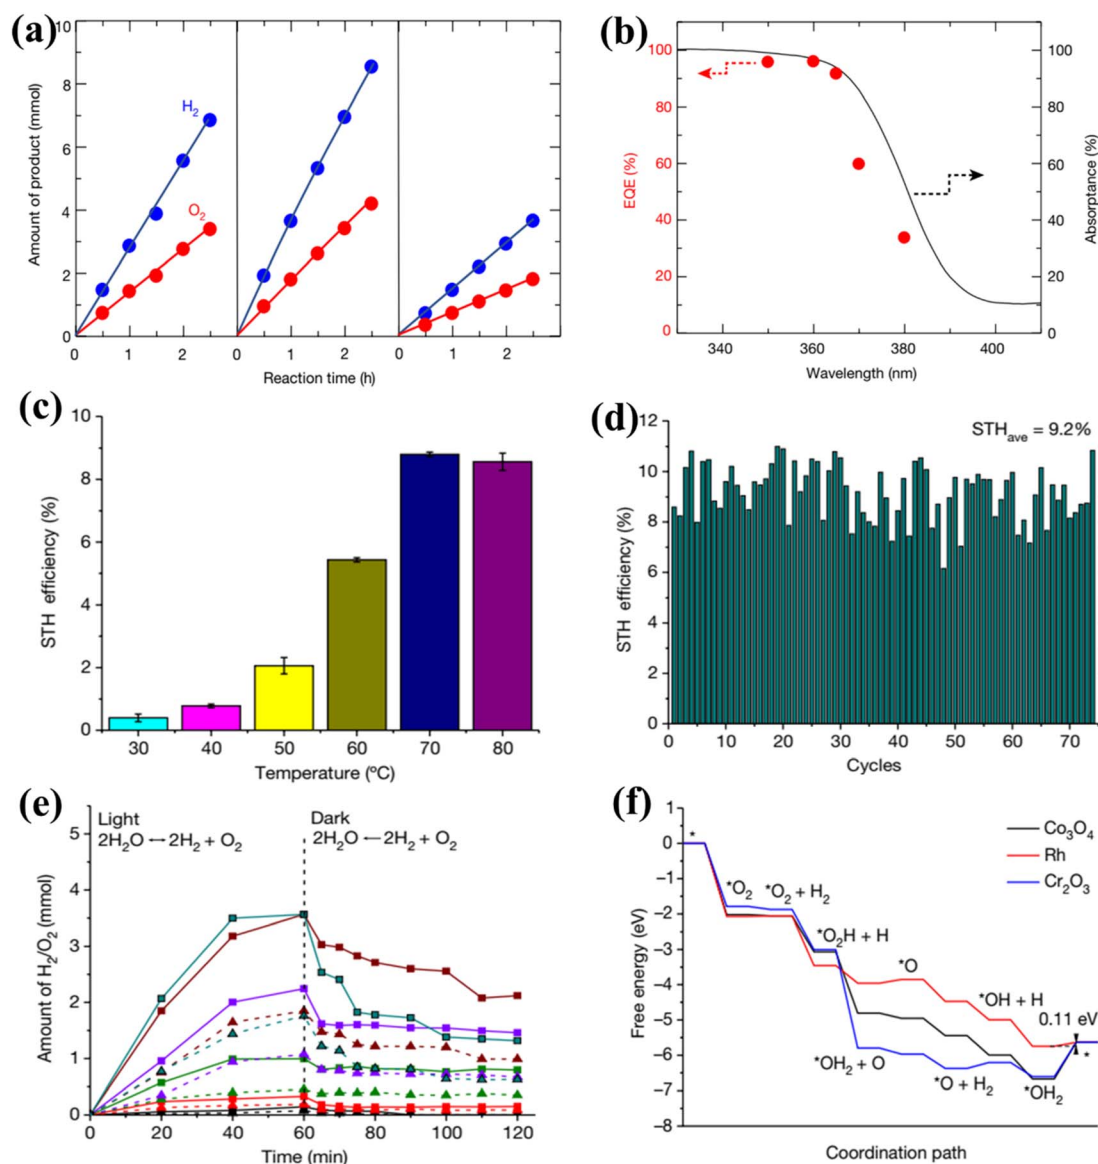 (a)
10
8
6
4
2
0
Amount of product (mmol)
H2
O2
0 1 2 0 1 2 0 1 2
Reaction time (h)
(b)
100
80
60
40
20
10
0
EQE (%)
100
80
60
40
20
0
Absorptance (%)
340 360 380 400
Wavelength (nm)
(c)
10
8
6
4
2
0
STH efficiency (%)
30 40 50 60 70 80
Temperature (ºC)
(d)
STHave = 9.2%
12
10
8
6
4
2
0
STH efficiency (%)
0 10 20 30 40 50 60 70
Cycles
(e)
Light
2H2O ⟷ 2H2 + O2
Dark
2H2O ← 2H2 + O2
5
4
3
2
1
0
Amount of H2/O2 (mmol)
0 20 40 60 80 100 120
Time (min)
(f)
1
0
−1
−2
−3
−4
−5
−6
−7
−8
Free energy (eV)
Co3O4
Rh
Cr2O3
*
*O2
*O2 + H2
*O2H + H
*O
*OH + H
0.11 eV
*OH2 + O
*O + H2
*OH2
*
Coordination path